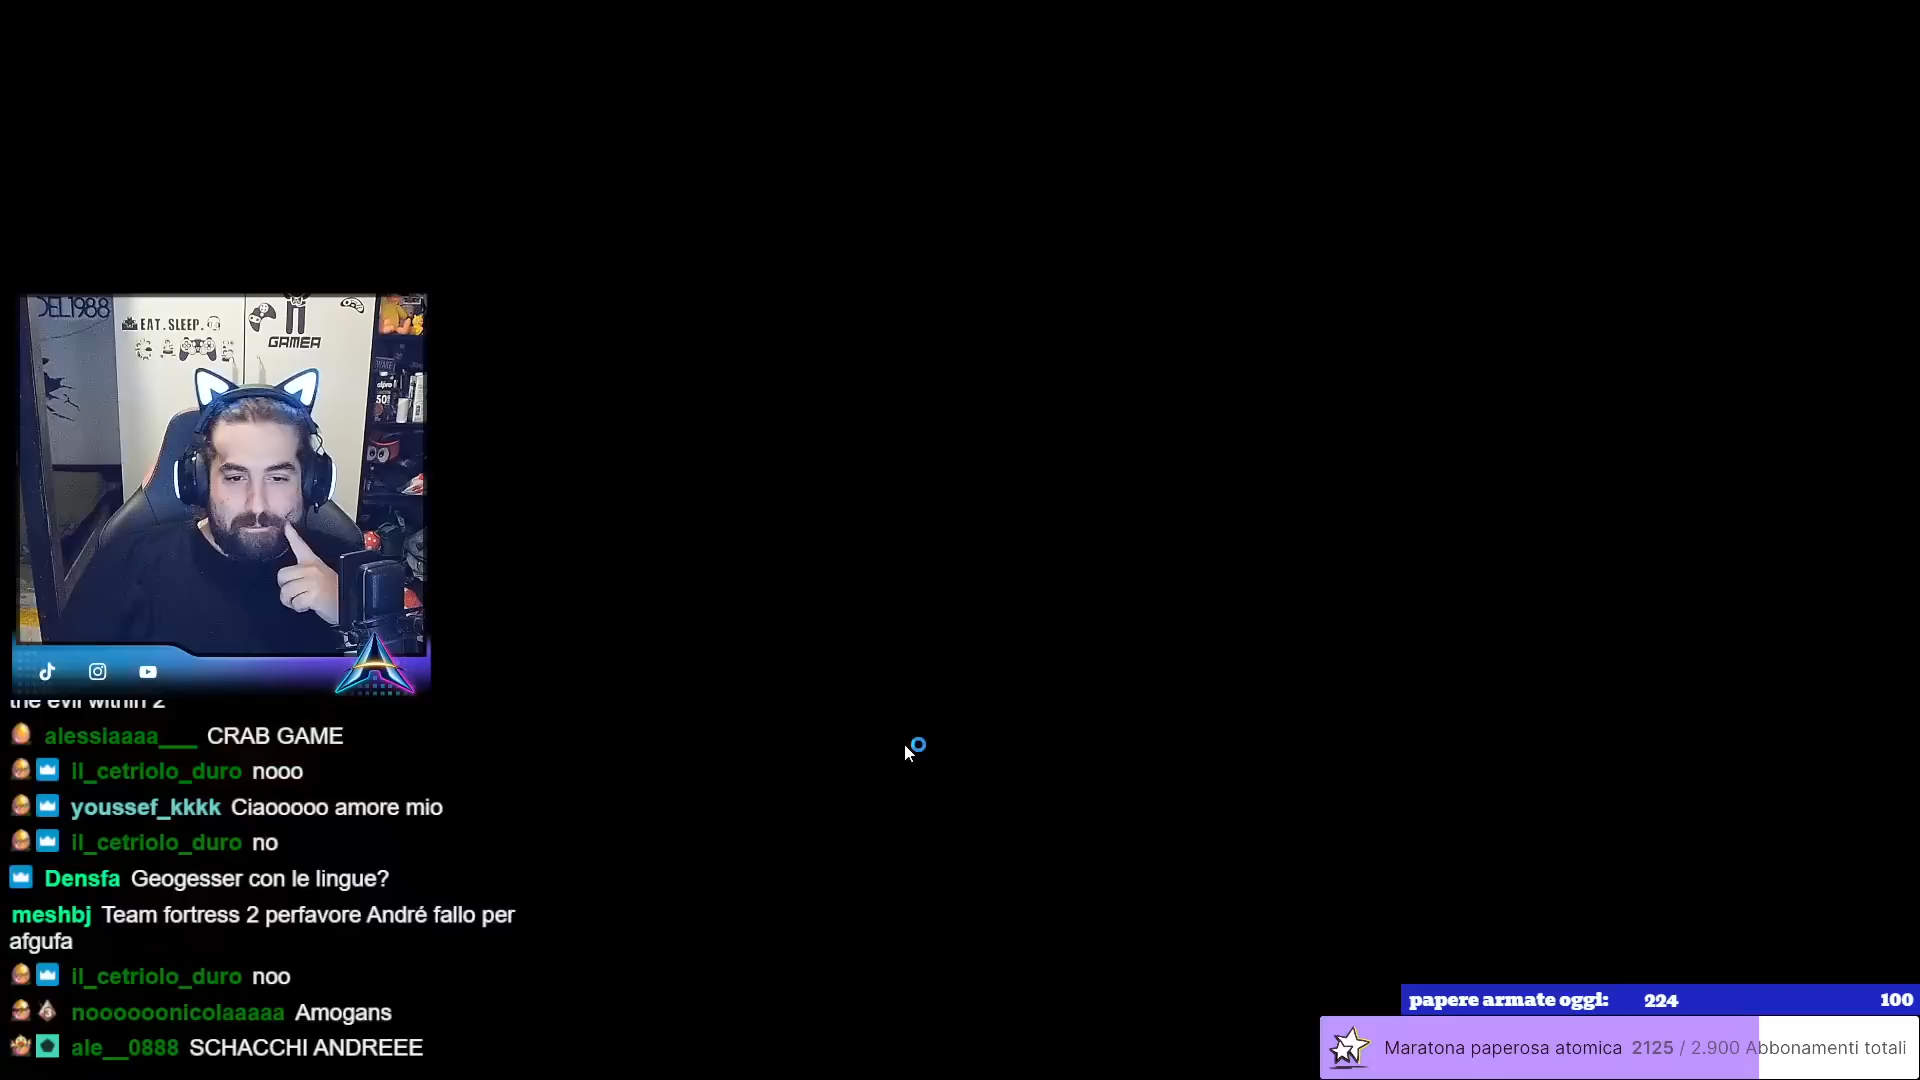 DEL1988
EAT.SLEEP.
GAMER
the evil within 2
alessiaaaa___ CRAB GAME
il_cetriolo_duro nooo
youssef_kkkk Ciaooooo amore mio
il_cetriolo_duro no
Densfa Geogesser con le lingue?
meshbj Team fortress 2 perfavore André fallo per
afgufa
il_cetriolo_duro noo
noooooonicolaaaaa Amogans
ale__0888 SCHACCHI ANDREEE
papere armate oggi: 224 100
Maratona paperosa atomica 2125 / 2.900 Abbonamenti totali